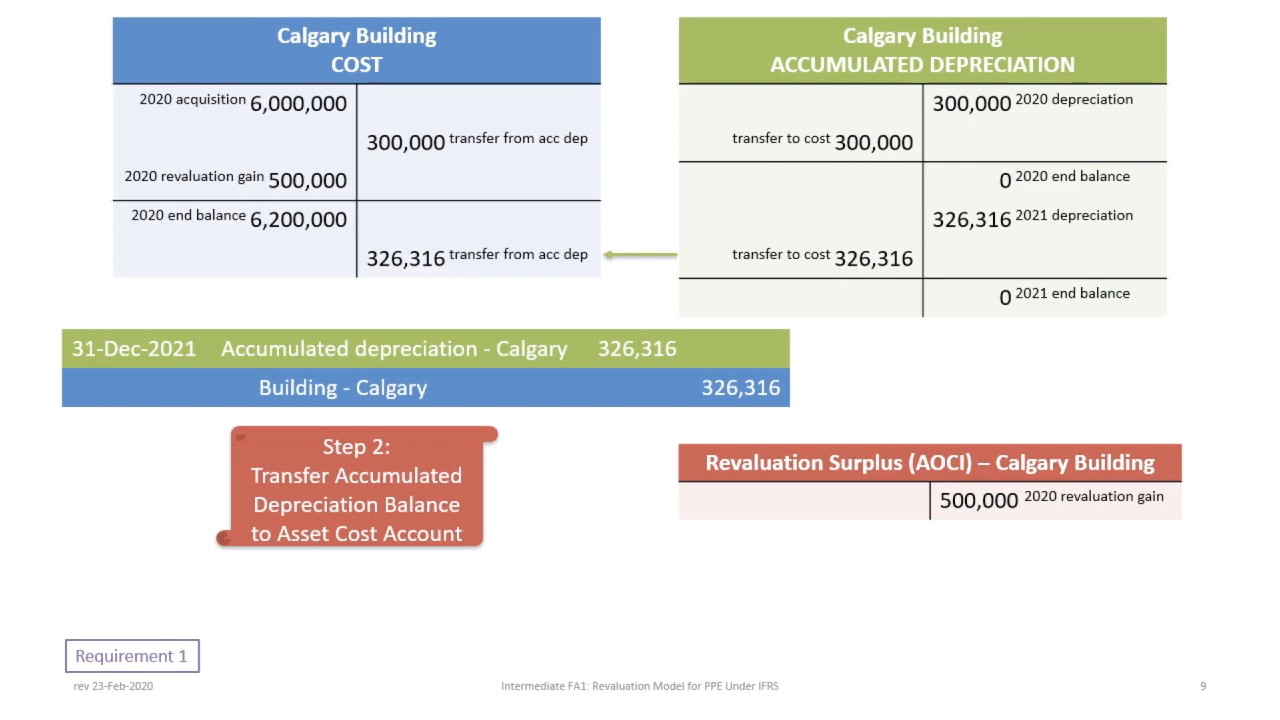 Calgary Building
COST
2020 acquisition 6,000,000
300,000 transfer from acc dep
2020 revaluation gain 500,000
2020 end balance 6,200,000
326,316 transfer from acc dep
Calgary Building
ACCUMULATED DEPRECIATION
300,000 2020 depreciation
transfer to cost 300,000
0 2020 end balance
326,316 2021 depreciation
transfer to cost 326,316
0 2021 end balance
31-Dec-2021 Accumulated depreciation - Calgary 326,316
Building - Calgary 326,316
Step 2:
Transfer Accumulated
Depreciation Balance
to Asset Cost Account
Revaluation Surplus (AOCI) – Calgary Building
500,000 2020 revaluation gain
Requirement 1
rev 23-Feb-2020
Intermediate FA1: Revaluation Model for PPE Under IFRS
9